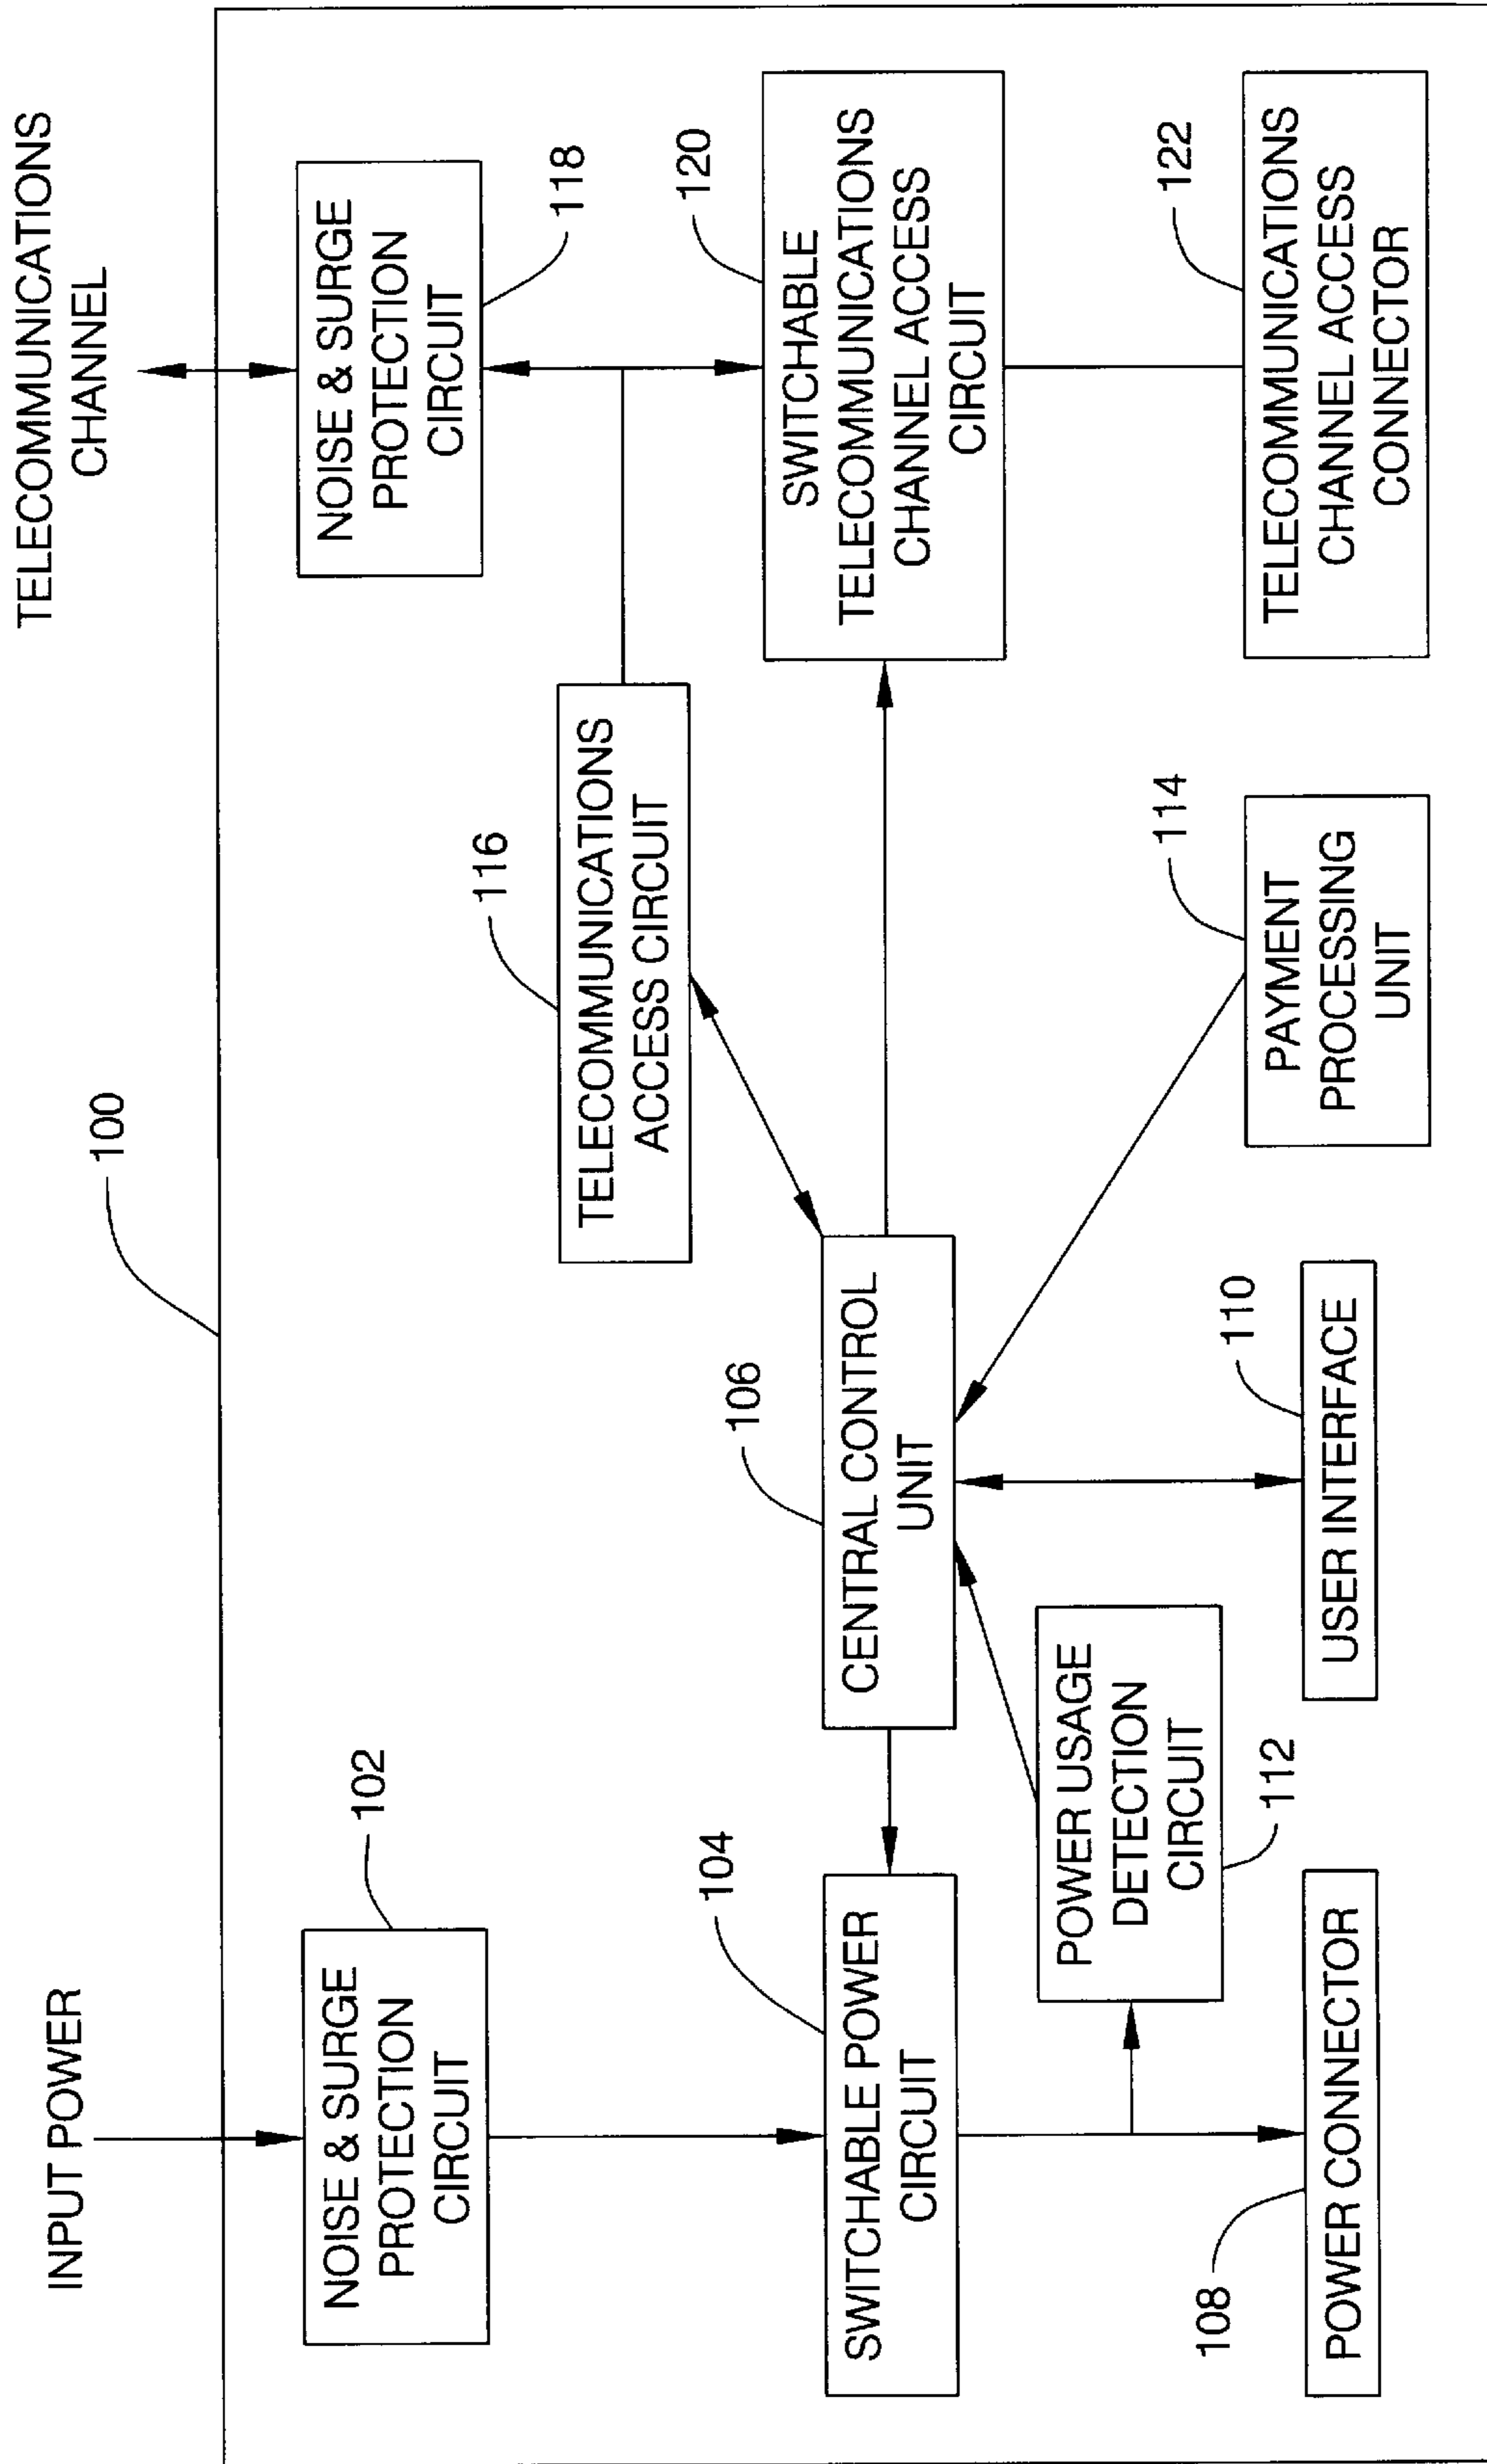 INPUT POWER
TELECOMMUNICATIONS
CHANNEL
100
102
NOISE & SURGE
PROTECTION
CIRCUIT
NOISE & SURGE
PROTECTION
CIRCUIT
118
116
TELECOMMUNICATIONS
ACCESS CIRCUIT
104
SWITCHABLE POWER
CIRCUIT
106
CENTRAL CONTROL
UNIT
120
SWITCHABLE
TELECOMMUNICATIONS
CHANNEL ACCESS
CIRCUIT
POWER USAGE
DETECTION
CIRCUIT
112
108
POWER CONNECTOR
110
USER INTERFACE
114
PAYMENT
PROCESSING
UNIT
122
TELECOMMUNICATIONS
CHANNEL ACCESS
CONNECTOR